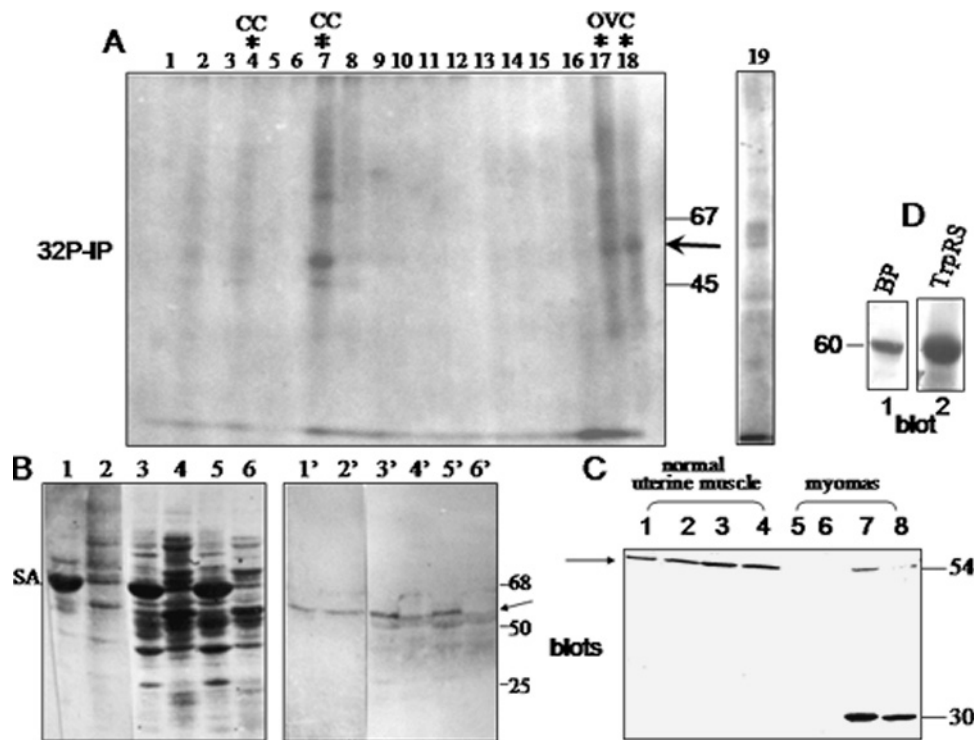 A
CC CC OVC
* * * *
1 2 3 4 5 6 7 8 9 10 11 12 13 14 15 16 17 18 19
32P-IP
67
45
D
BP TrpRS
60
1 2
blot
B
1 2 3 4 5 6 1’ 2’ 3’ 4’ 5’ 6’
SA
68
50
25
C
normal
uterine muscle myomas
1 2 3 4 5 6 7 8
54
blots
30